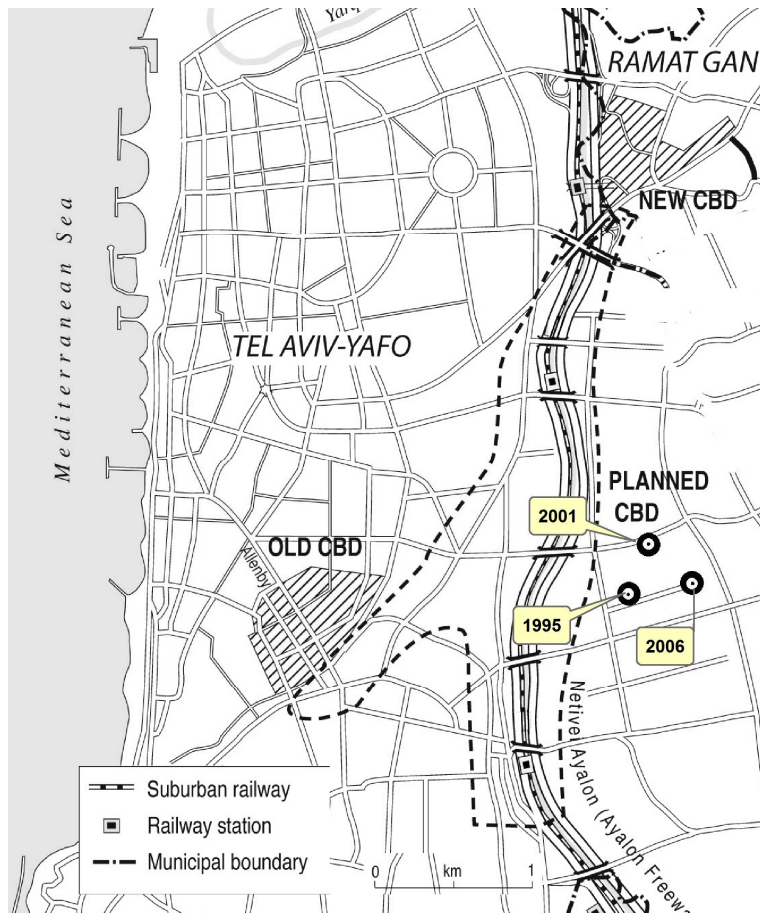 Yarq
RAMAT GAN
NEW CBD
Mediterranean Sea
TEL AVIV-YAFO
PLANNED
CBD
2001
OLD CBD
Allenby
1995
2006
Netivei Ayalon (Ayalon Freew
Suburban railway
Railway station
Municipal boundary
0 km 1